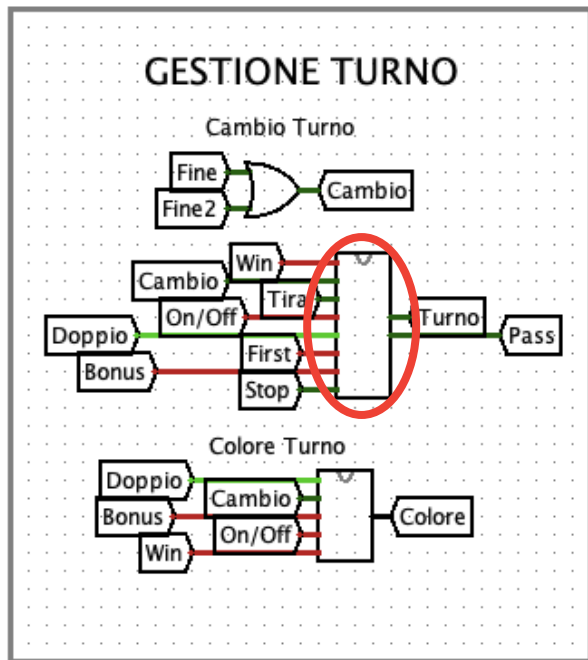 GESTIONE TURNO
Cambio Turno
Fine
Fine2
Cambio
Win
Cambio
Tira
On/Off
Doppio
First
Bonus
Stop
Turno
Pass
Colore Turno
Doppio
Cambio
Bonus
On/Off
Win
Colore